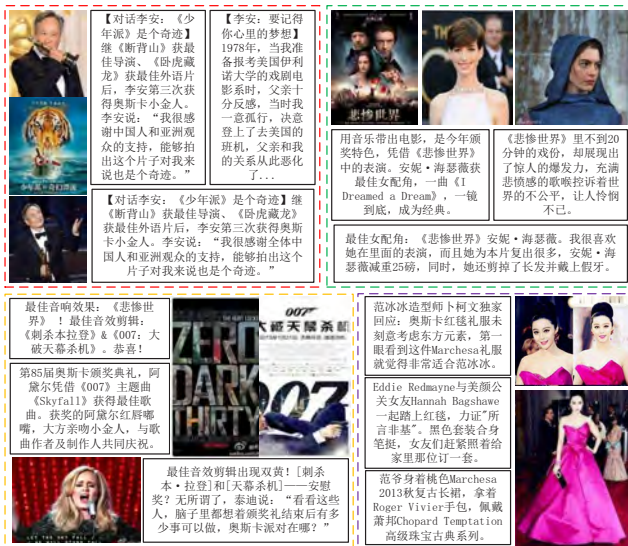 【对话李安：《少
年派》是个奇迹】
继《断背山》获最
佳导演、《卧虎藏
龙》获最佳外语片
后，李安第三次获
得奥斯卡小金人。
李安说：“我很感
谢中国人和亚洲观
众的支持，能够拍
出这个片子对我来
说也是个奇迹。”
【李安：要记得
你心里的梦想】
1978年，当我准
备报考美国伊利
诺大学的戏剧电
影系时，父亲十
分反感，当时我
一意孤行，决意
登上了去美国的
班机，父亲和我
的关系从此恶化
了...
【对话李安：《少年派》是个奇迹】继
《断背山》获最佳导演、《卧虎藏龙》
获最佳外语片后，李安第三次获得奥斯
卡小金人。李安说：“我很感谢全体中
国人和亚洲观众的支持，能够拍出这个
片子对我来说也是个奇迹。”
悲惨世界
用音乐带出电影，是今年颁
奖特色，凭借《悲惨世界》
中的表演。安妮·海瑟薇获
最佳女配角，一曲《I
Dreamed a Dream》，一镜
到底，成为经典。
《悲惨世界》里不到20
分钟的戏份，却展现出
了惊人的爆发力，充满
悲愤感的歌喉控诉着世
界的不公平，让人怜悯
不已。
最佳女配角：《悲惨世界》安妮·海瑟薇。我很喜欢
她在里面的表演，而且她为本片复出很多，安妮·海
瑟薇减重25磅，同时，她还剪掉了长发并戴上假牙。
最佳音响效果：《悲惨世
界》！最佳音效剪辑：
《刺杀本拉登》&《007：大
破天幕杀机》。恭喜！
第85届奥斯卡颁奖典礼，阿
黛尔凭借《007》主题曲
《Skyfall》获得最佳
歌曲。获奖的阿黛尔红唇嘟
嘴，大方亲吻小金人，与歌
曲作者及制作人共同庆祝。
ZERO
DARK
THIRTY
大破天幕杀机
007
最佳音效剪辑出现双黄！[刺杀
本·拉登]和[天幕杀机]——安慰
奖？无所谓了，泰迪说：“看看这些
人，脑子里都想着颁奖礼结束后有多
少事可以做，奥斯卡派对在哪？”
范冰冰造型师卜柯文独家
回应：奥斯卡红毯礼服未
刻意考虑东方元素，第一
眼看到这件Marchesa礼服
就觉得非常适合范冰冰。
Eddie Redmayne与美颜公
关女友Hannah Bagshawe
一起踏上红毯，力证"所
言非基"。黑色套装合身
笔挺，女友们赶紧照着给
家里那位订一套。
范爷身着桃色Marchesa
2013秋复古长裙，拿着
Roger Vivier手包，佩戴
萧邦Chopard Temptation
高级珠宝古典系列。